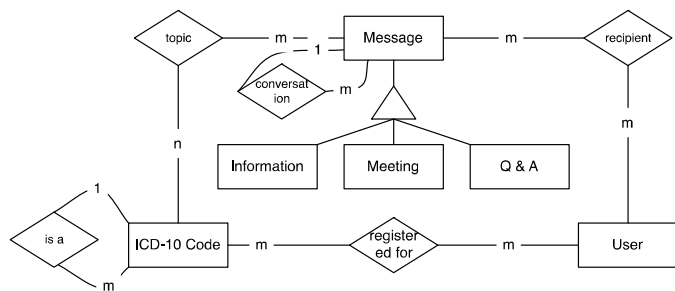 topic
m
1
Message
m
recipient
conversat
ion
m
n
m
Information
Meeting
Q & A
1
is a
m
ICD-10 Code
m
register
ed for
m
User